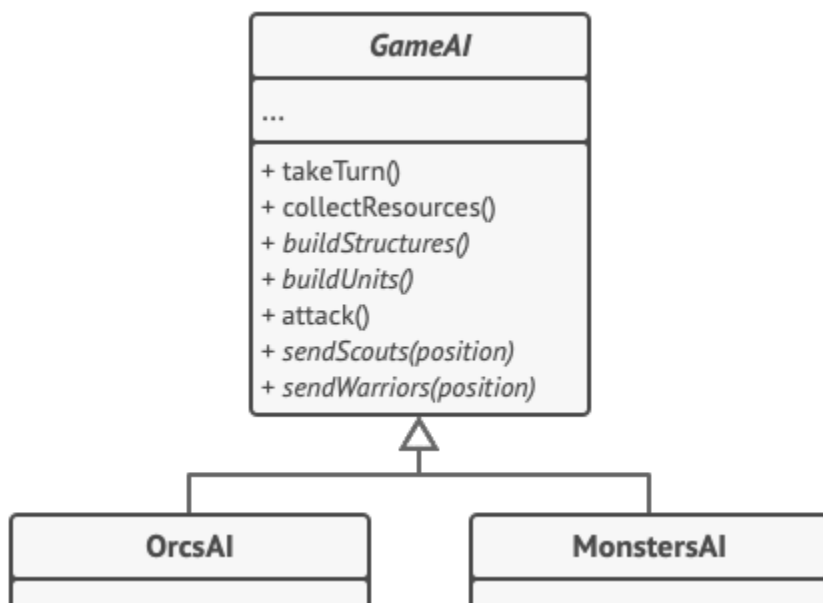 GameAI
...
+ takeTurn()
+ collectResources()
+ buildStructures()
+ buildUnits()
+ attack()
+ sendScouts(position)
+ sendWarriors(position)
OrcsAI
MonstersAI